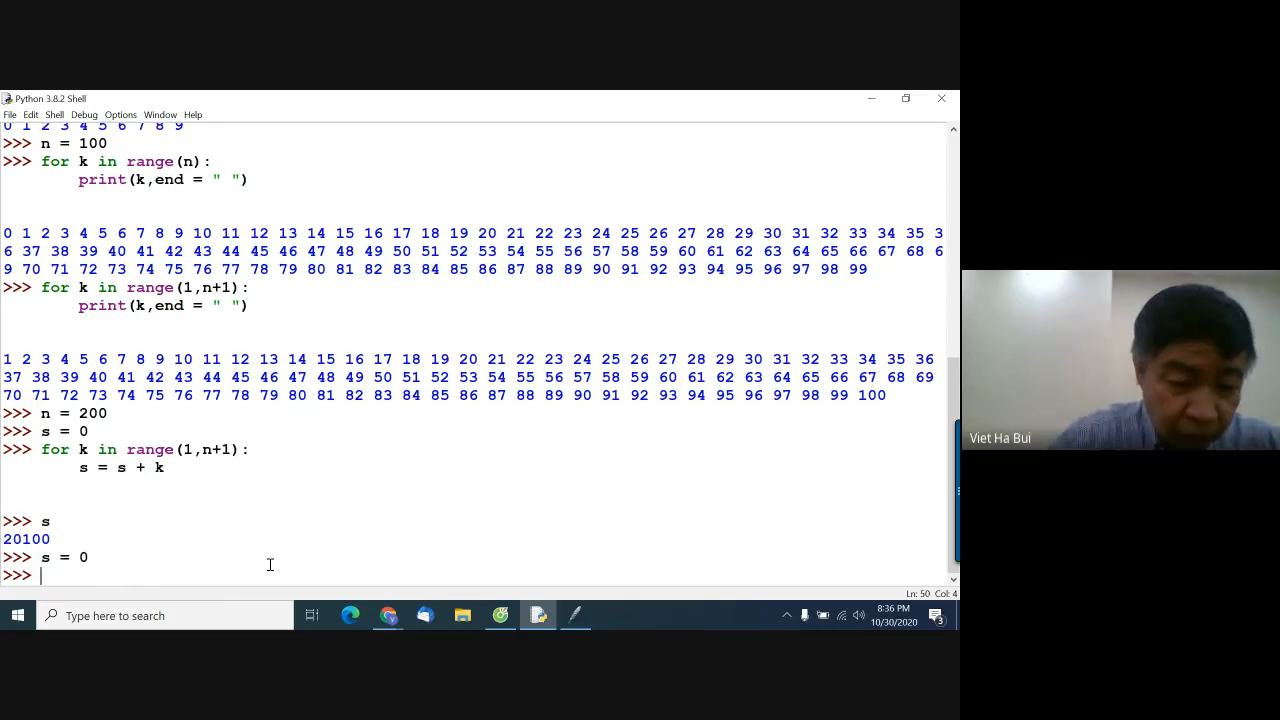 Python 3.8.2 Shell
File Edit Shell Debug Options Window Help
0 1 2 3 4 5 6 7 8 9
>>> n = 100
>>> for k in range(n):
        print(k,end = " ")
0 1 2 3 4 5 6 7 8 9 10 11 12 13 14 15 16 17 18 19 20 21 22 23 24 25 26 27 28 29 30 31 32 33 34 35 3
6 37 38 39 40 41 42 43 44 45 46 47 48 49 50 51 52 53 54 55 56 57 58 59 60 61 62 63 64 65 66 67 68 6
9 70 71 72 73 74 75 76 77 78 79 80 81 82 83 84 85 86 87 88 89 90 91 92 93 94 95 96 97 98 99
>>> for k in range(1,n+1):
        print(k,end = " ")
1 2 3 4 5 6 7 8 9 10 11 12 13 14 15 16 17 18 19 20 21 22 23 24 25 26 27 28 29 30 31 32 33 34 35 36
37 38 39 40 41 42 43 44 45 46 47 48 49 50 51 52 53 54 55 56 57 58 59 60 61 62 63 64 65 66 67 68 69
70 71 72 73 74 75 76 77 78 79 80 81 82 83 84 85 86 87 88 89 90 91 92 93 94 95 96 97 98 99 100
>>> n = 200
>>> s = 0
>>> for k in range(1,n+1):
        s = s + k
>>> s
20100
>>> s = 0
>>>
Ln: 50 Col: 4
Type here to search
8:36 PM
10/30/2020
3
Viet Ha Bui